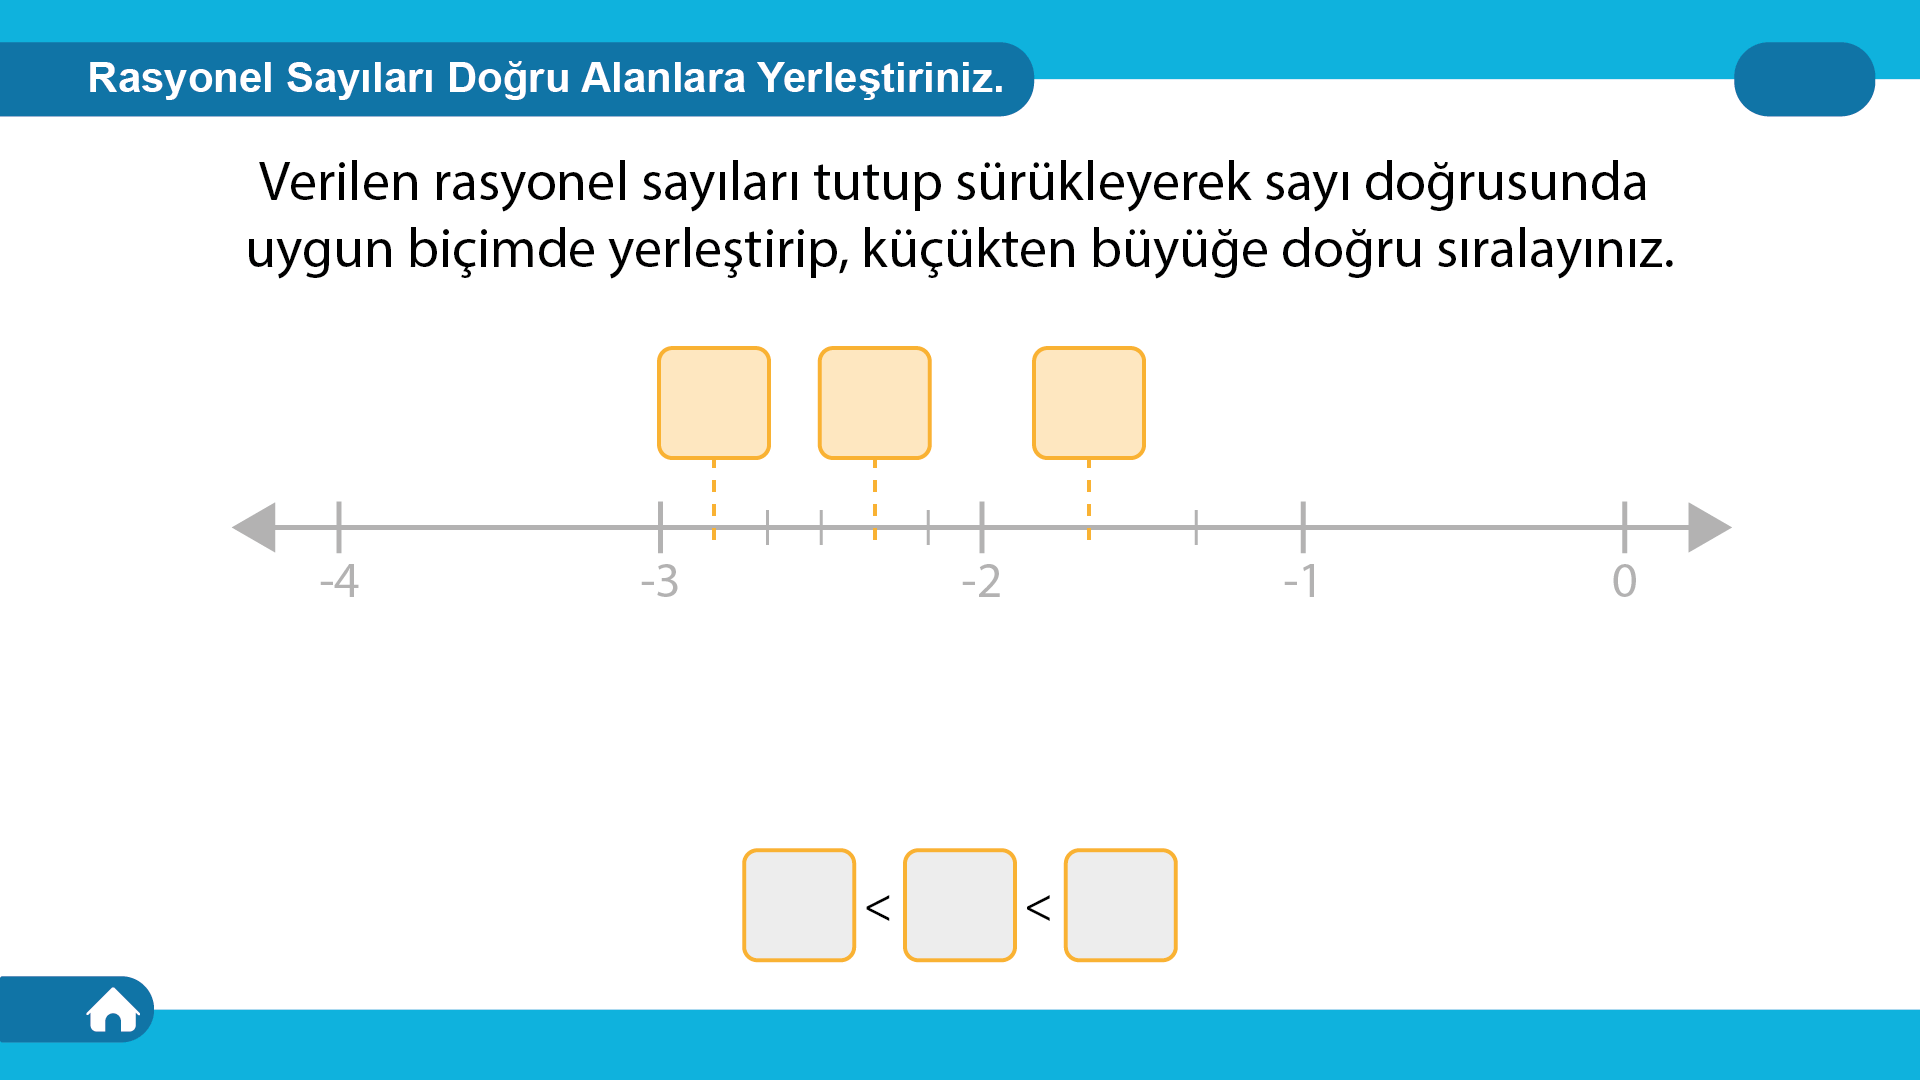 Rasyonel Sayıları Doğru Alanlara Yerleştiriniz.
Verilen rasyonel sayıları tutup sürükleyerek sayı doğrusunda
uygun biçimde yerleştirip, küçükten büyüğe doğru sıralayınız.
-4 -3 -2 -1 0
< <